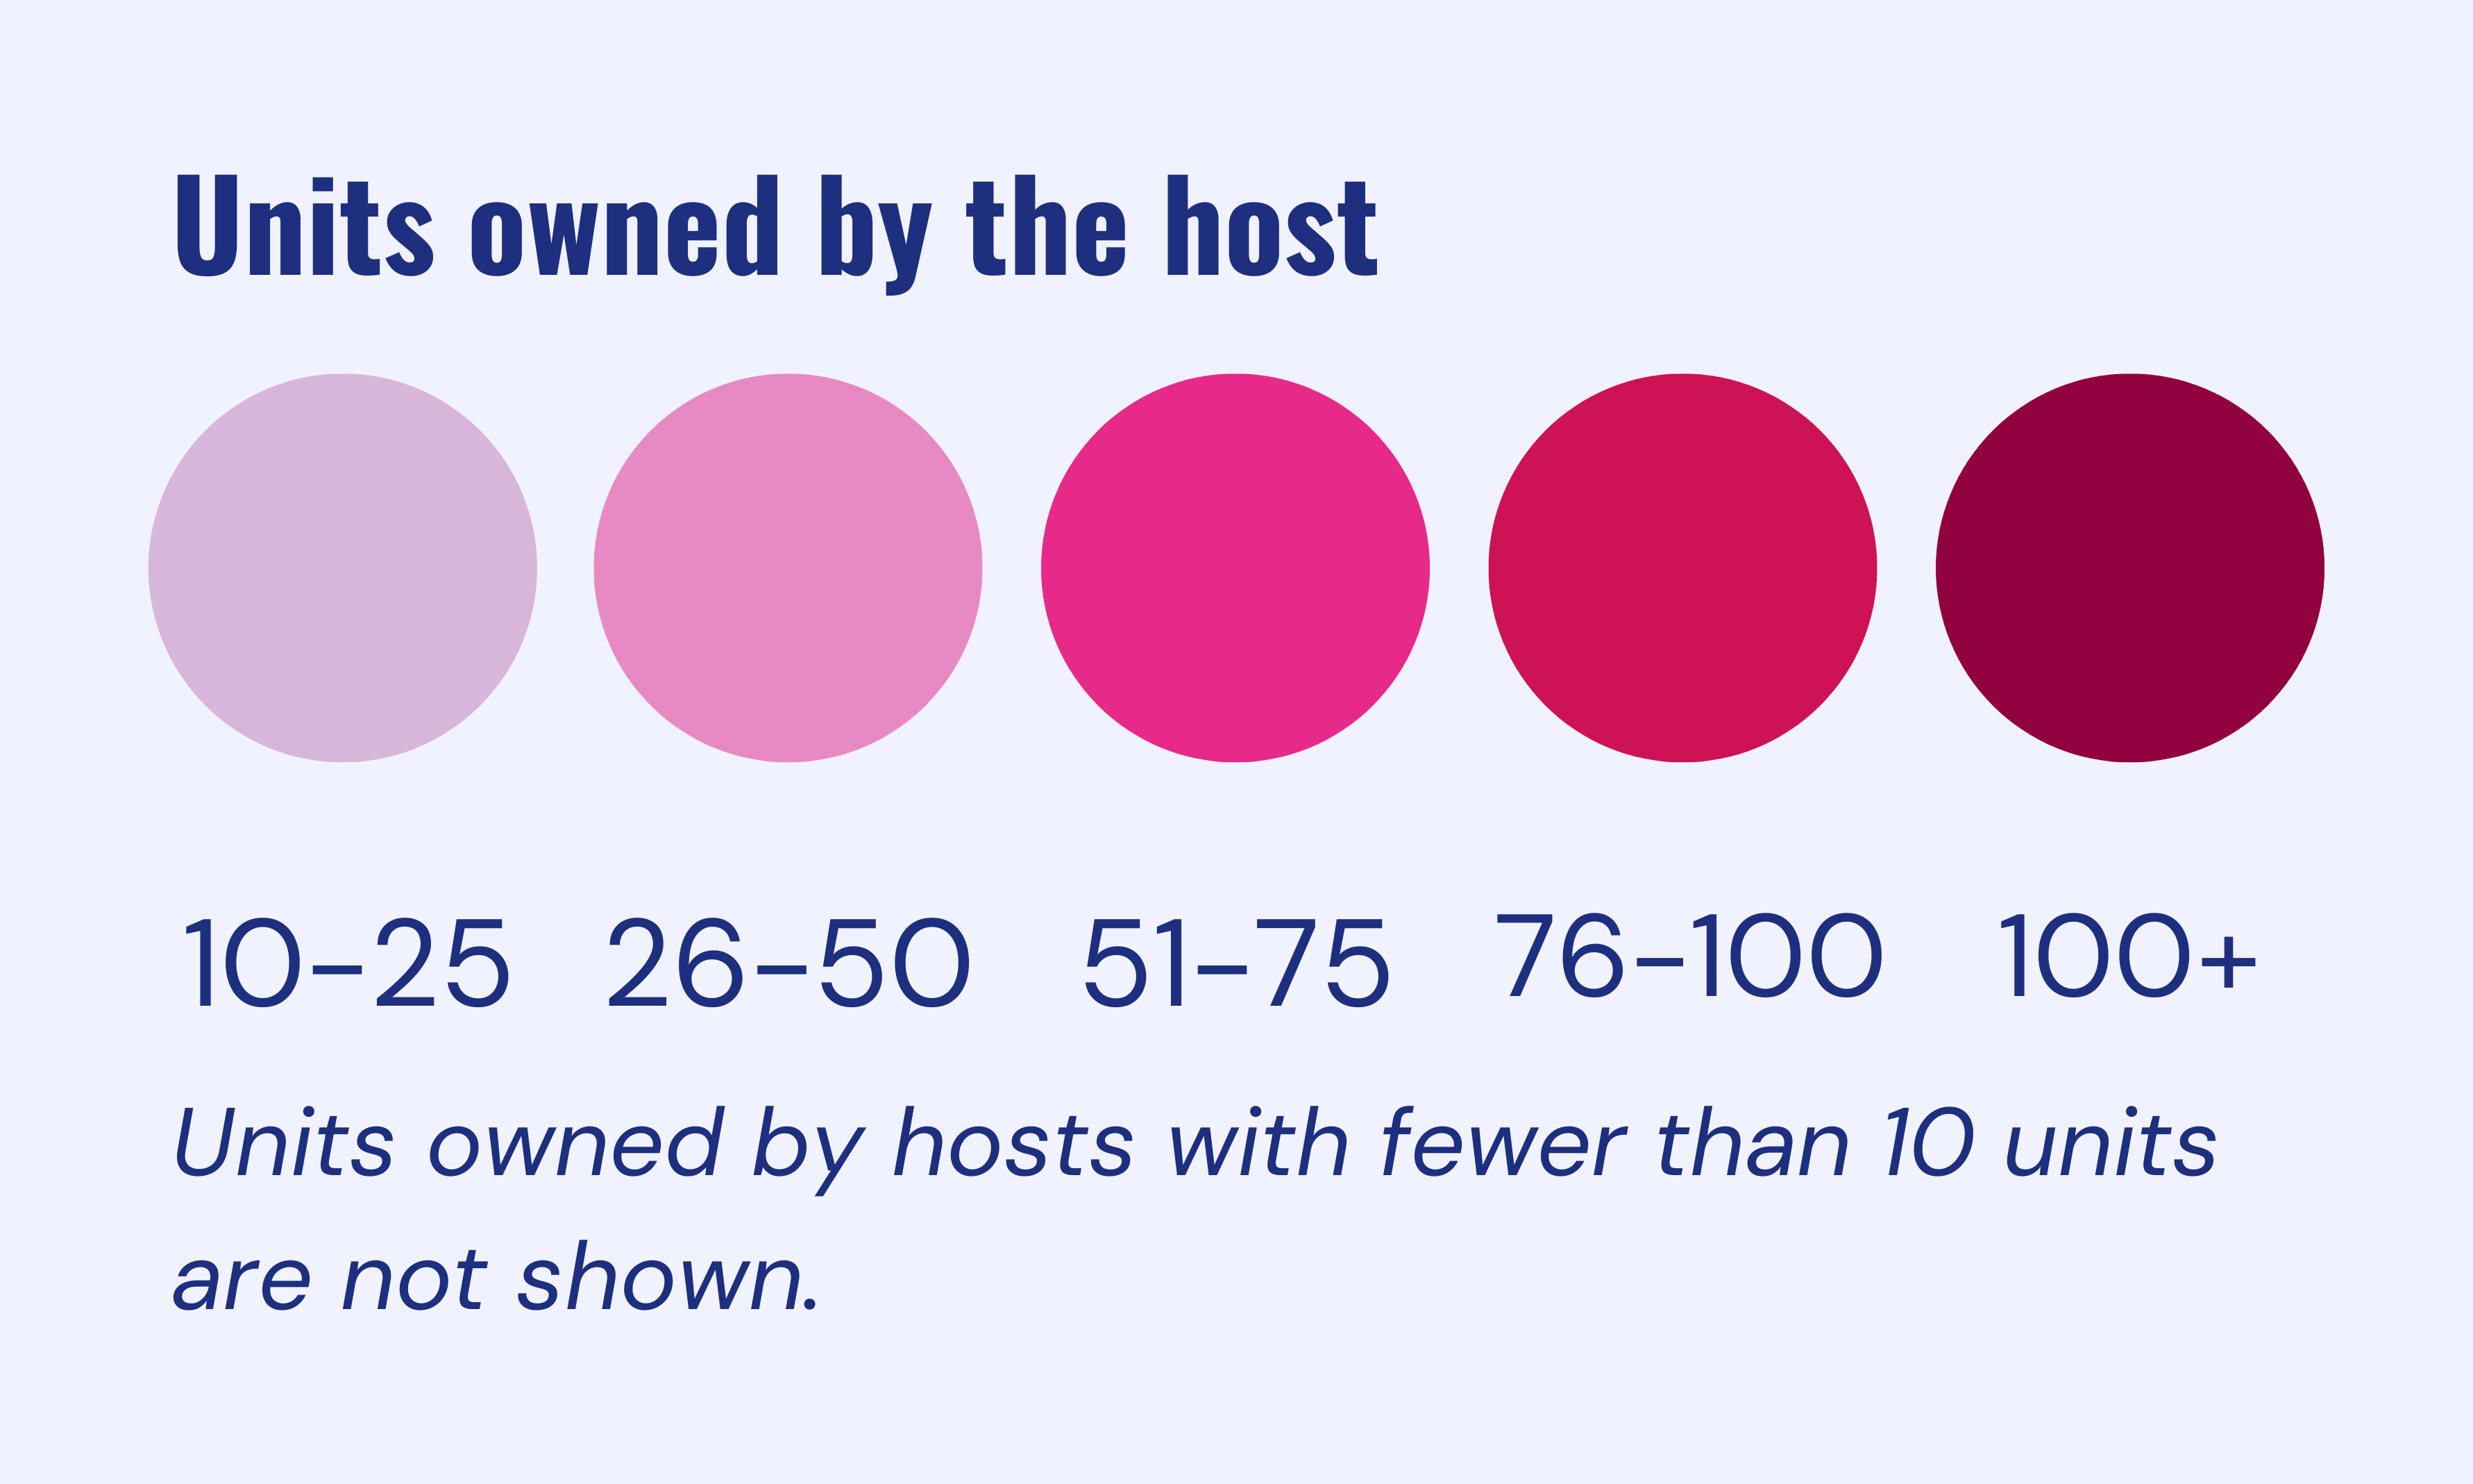 Units owned by the host
10–25 26–50 51–75 76–100 100+
Units owned by hosts with fewer than 10 units
are not shown.